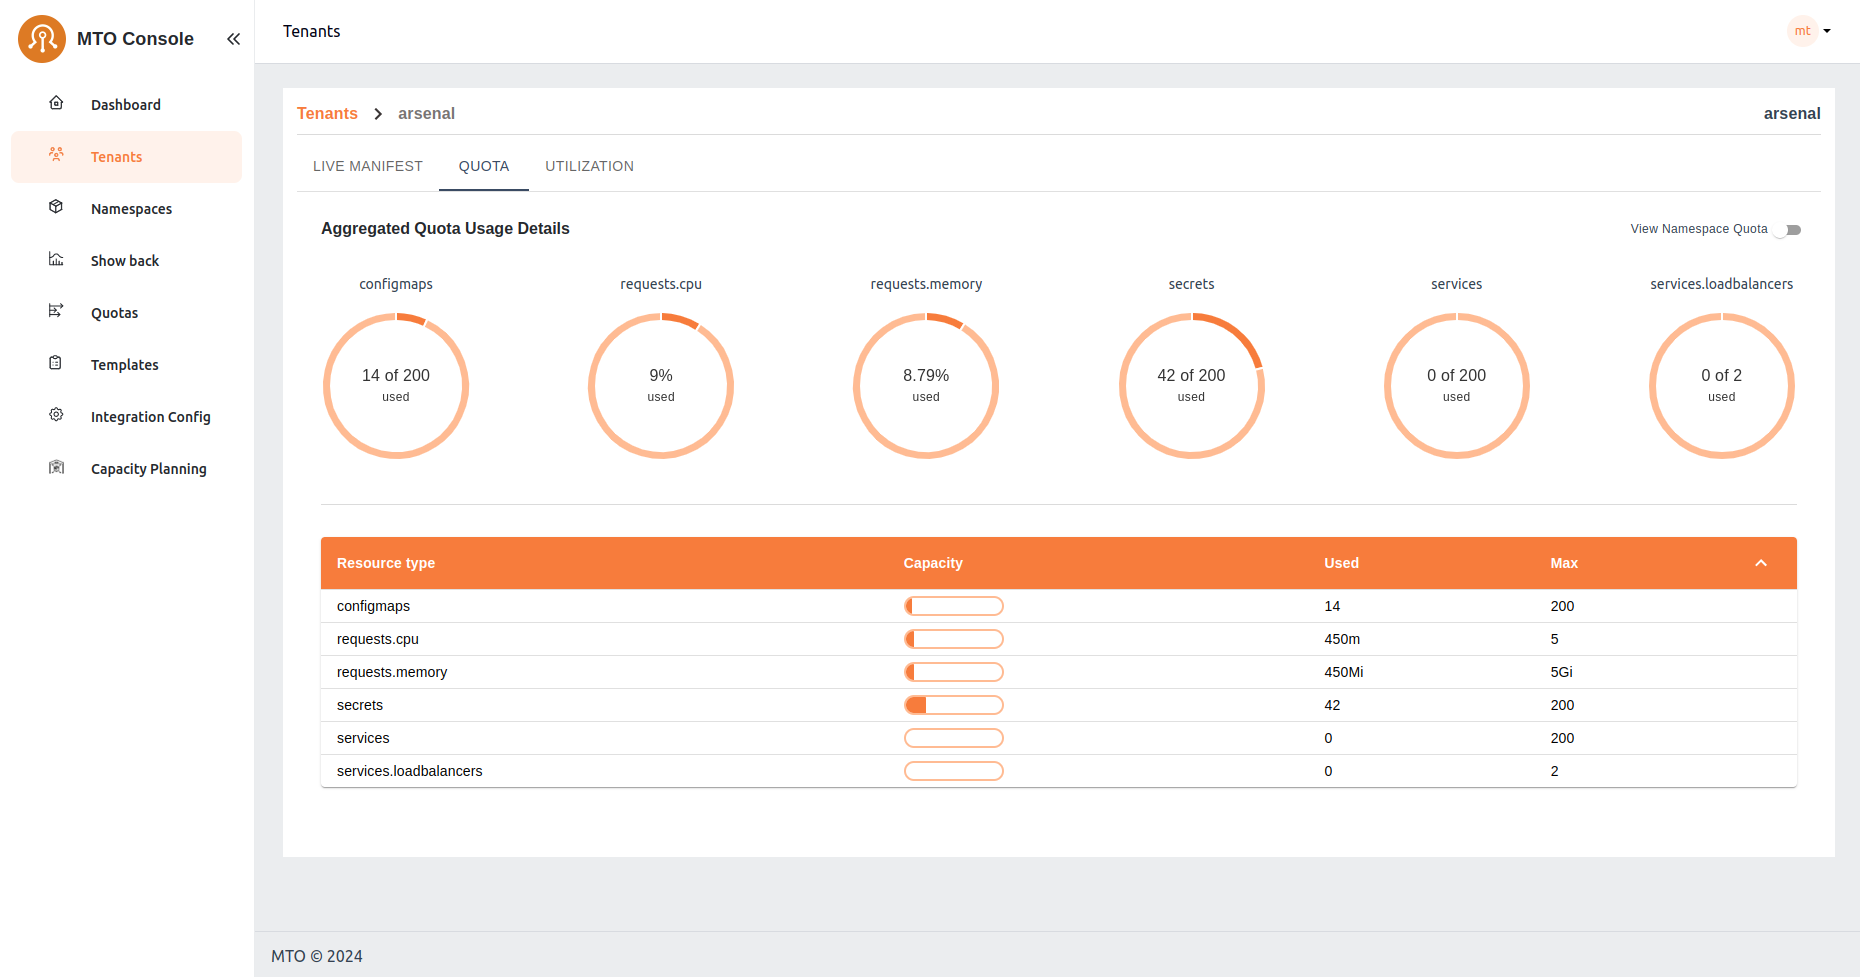 MTO Console
Dashboard
Tenants
Namespaces
Show back
Quotas
Templates
Integration Config
Capacity Planning
Tenants
mt
Tenants arsenal
arsenal
LIVE MANIFEST QUOTA UTILIZATION
Aggregated Quota Usage Details
View Namespace Quota
configmaps
14 of 200
used
requests.cpu
9%
used
requests.memory
8.79%
used
secrets
42 of 200
used
services
0 of 200
used
services.loadbalancers
0 of 2
used
Resource type Capacity Used Max
configmaps 14 200
requests.cpu 450m 5
requests.memory 450Mi 5Gi
secrets 42 200
services 0 200
services.loadbalancers 0 2
MTO © 2024